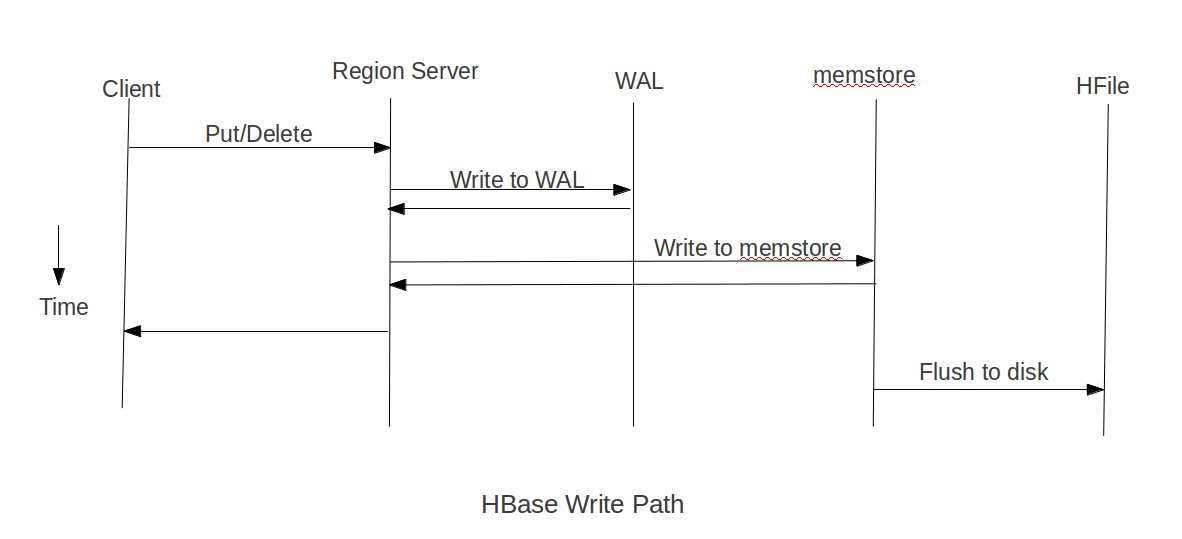 Client
Region Server
WAL
memstore
HFile
Put/Delete
Write to WAL
Write to memstore
Time
Flush to disk
HBase Write Path